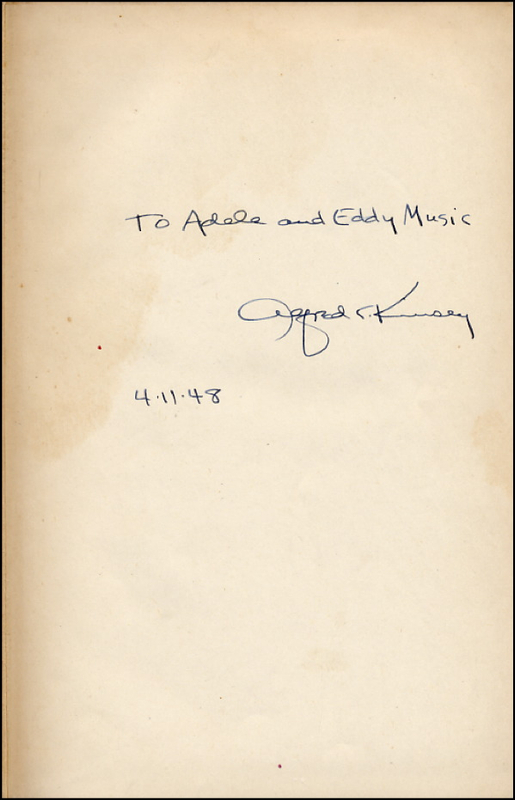 To Adele and Eddy Music
Alfred C. Kinsey
4.11.48